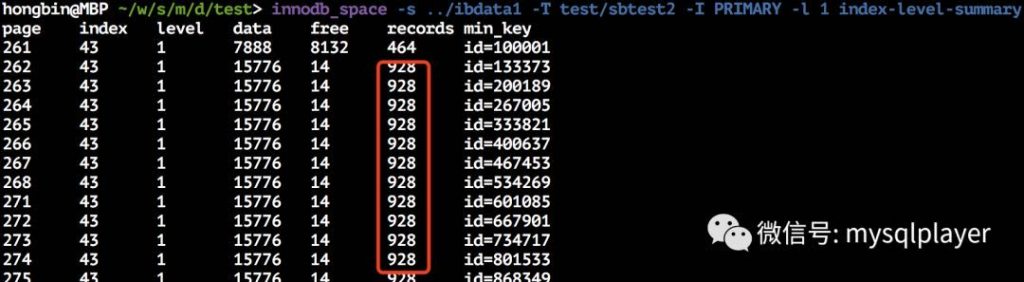 hongbin@MBP ~/w/s/m/d/test> innodb_space -s ../ibdata1 -T test/sbtest2 -I PRIMARY -l 1 index-level-summary
page index level data free records min_key
261 43 1 7888 8132 464 id=100001
262 43 1 15776 14 928 id=133373
263 43 1 15776 14 928 id=200189
264 43 1 15776 14 928 id=267005
265 43 1 15776 14 928 id=333821
266 43 1 15776 14 928 id=400637
267 43 1 15776 14 928 id=467453
268 43 1 15776 14 928 id=534269
271 43 1 15776 14 928 id=601085
272 43 1 15776 14 928 id=667901
273 43 1 15776 14 928 id=734717
274 43 1 15776 14 928 id=801533
275 43 1 15776 14 928 id=868349
微信号: mysqlplayer